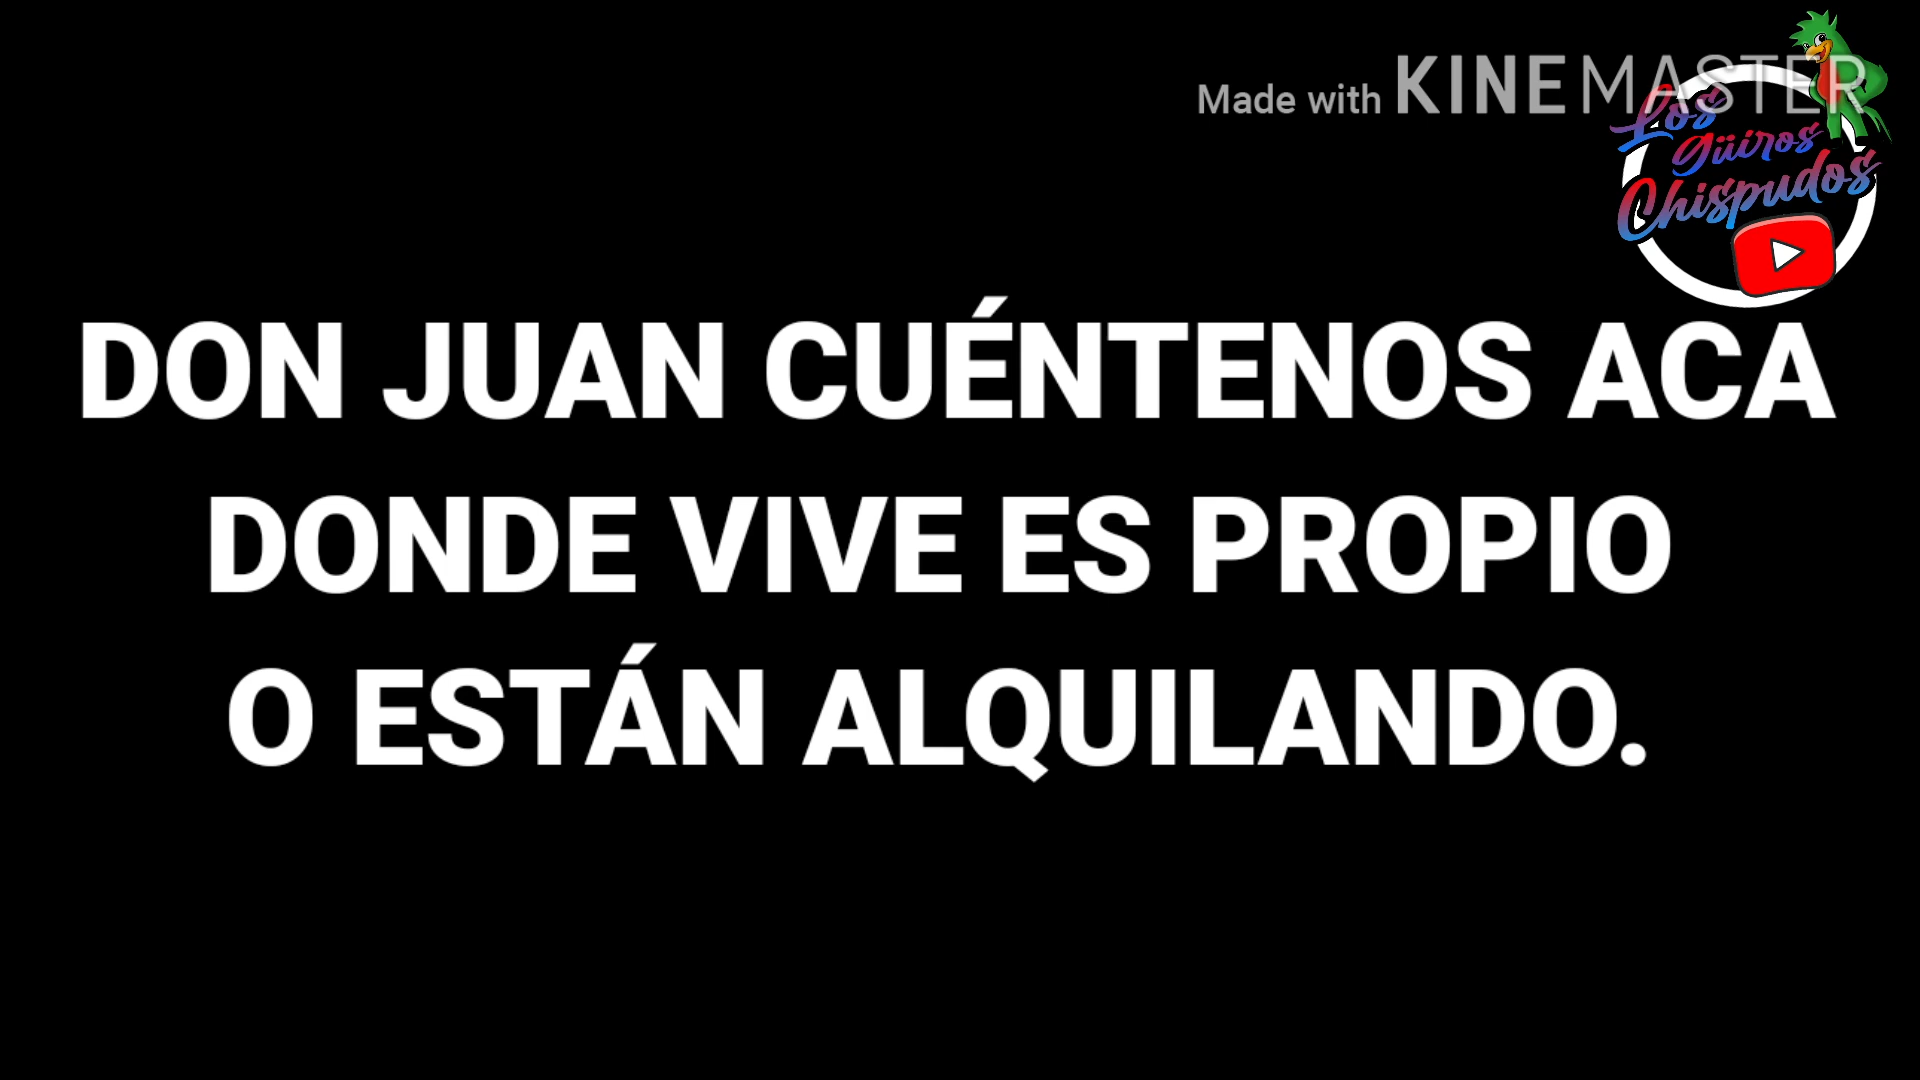 Made with KINEMASTER
Los
güiros
Chispudos
DON JUAN CUÉNTENOS ACA
DONDE VIVE ES PROPIO
O ESTÁN ALQUILANDO.